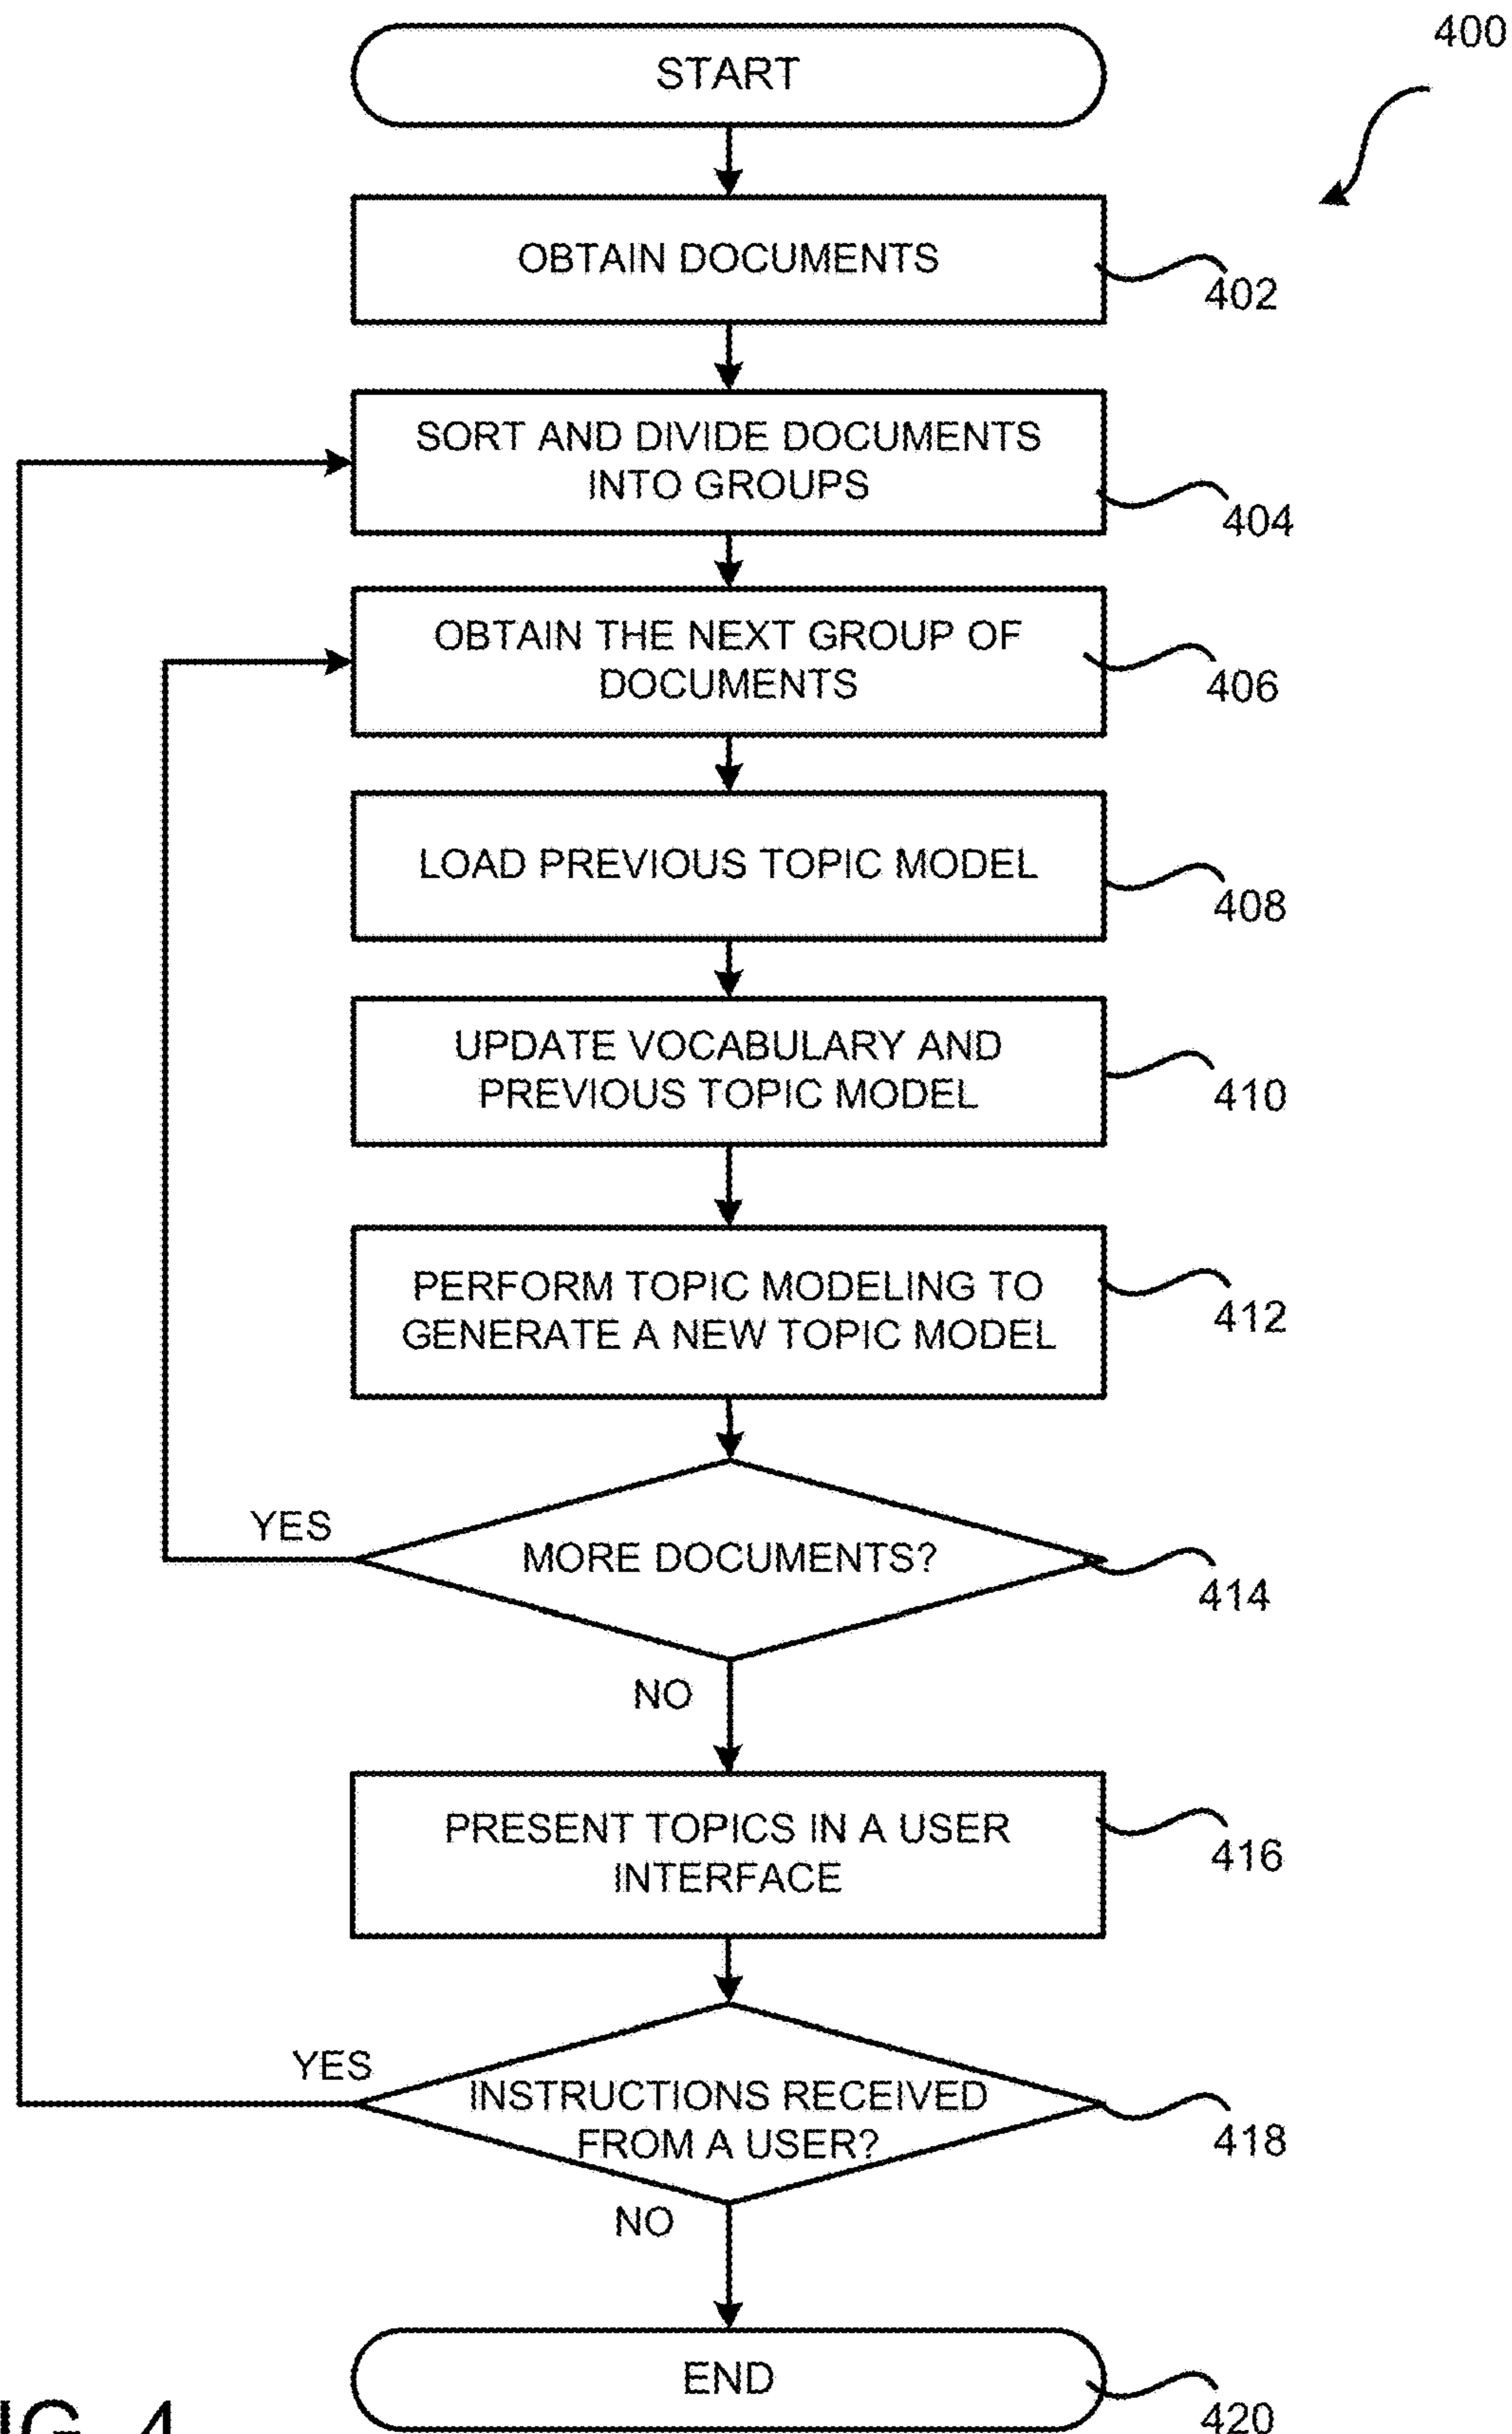 400
START
OBTAIN DOCUMENTS
402
SORT AND DIVIDE DOCUMENTS
INTO GROUPS
404
OBTAIN THE NEXT GROUP OF
DOCUMENTS
406
LOAD PREVIOUS TOPIC MODEL
408
UPDATE VOCABULARY AND
PREVIOUS TOPIC MODEL
410
PERFORM TOPIC MODELING TO
GENERATE A NEW TOPIC MODEL
412
YES
MORE DOCUMENTS?
414
NO
PRESENT TOPICS IN A USER
INTERFACE
416
YES
INSTRUCTIONS RECEIVED
FROM A USER?
418
NO
END
420